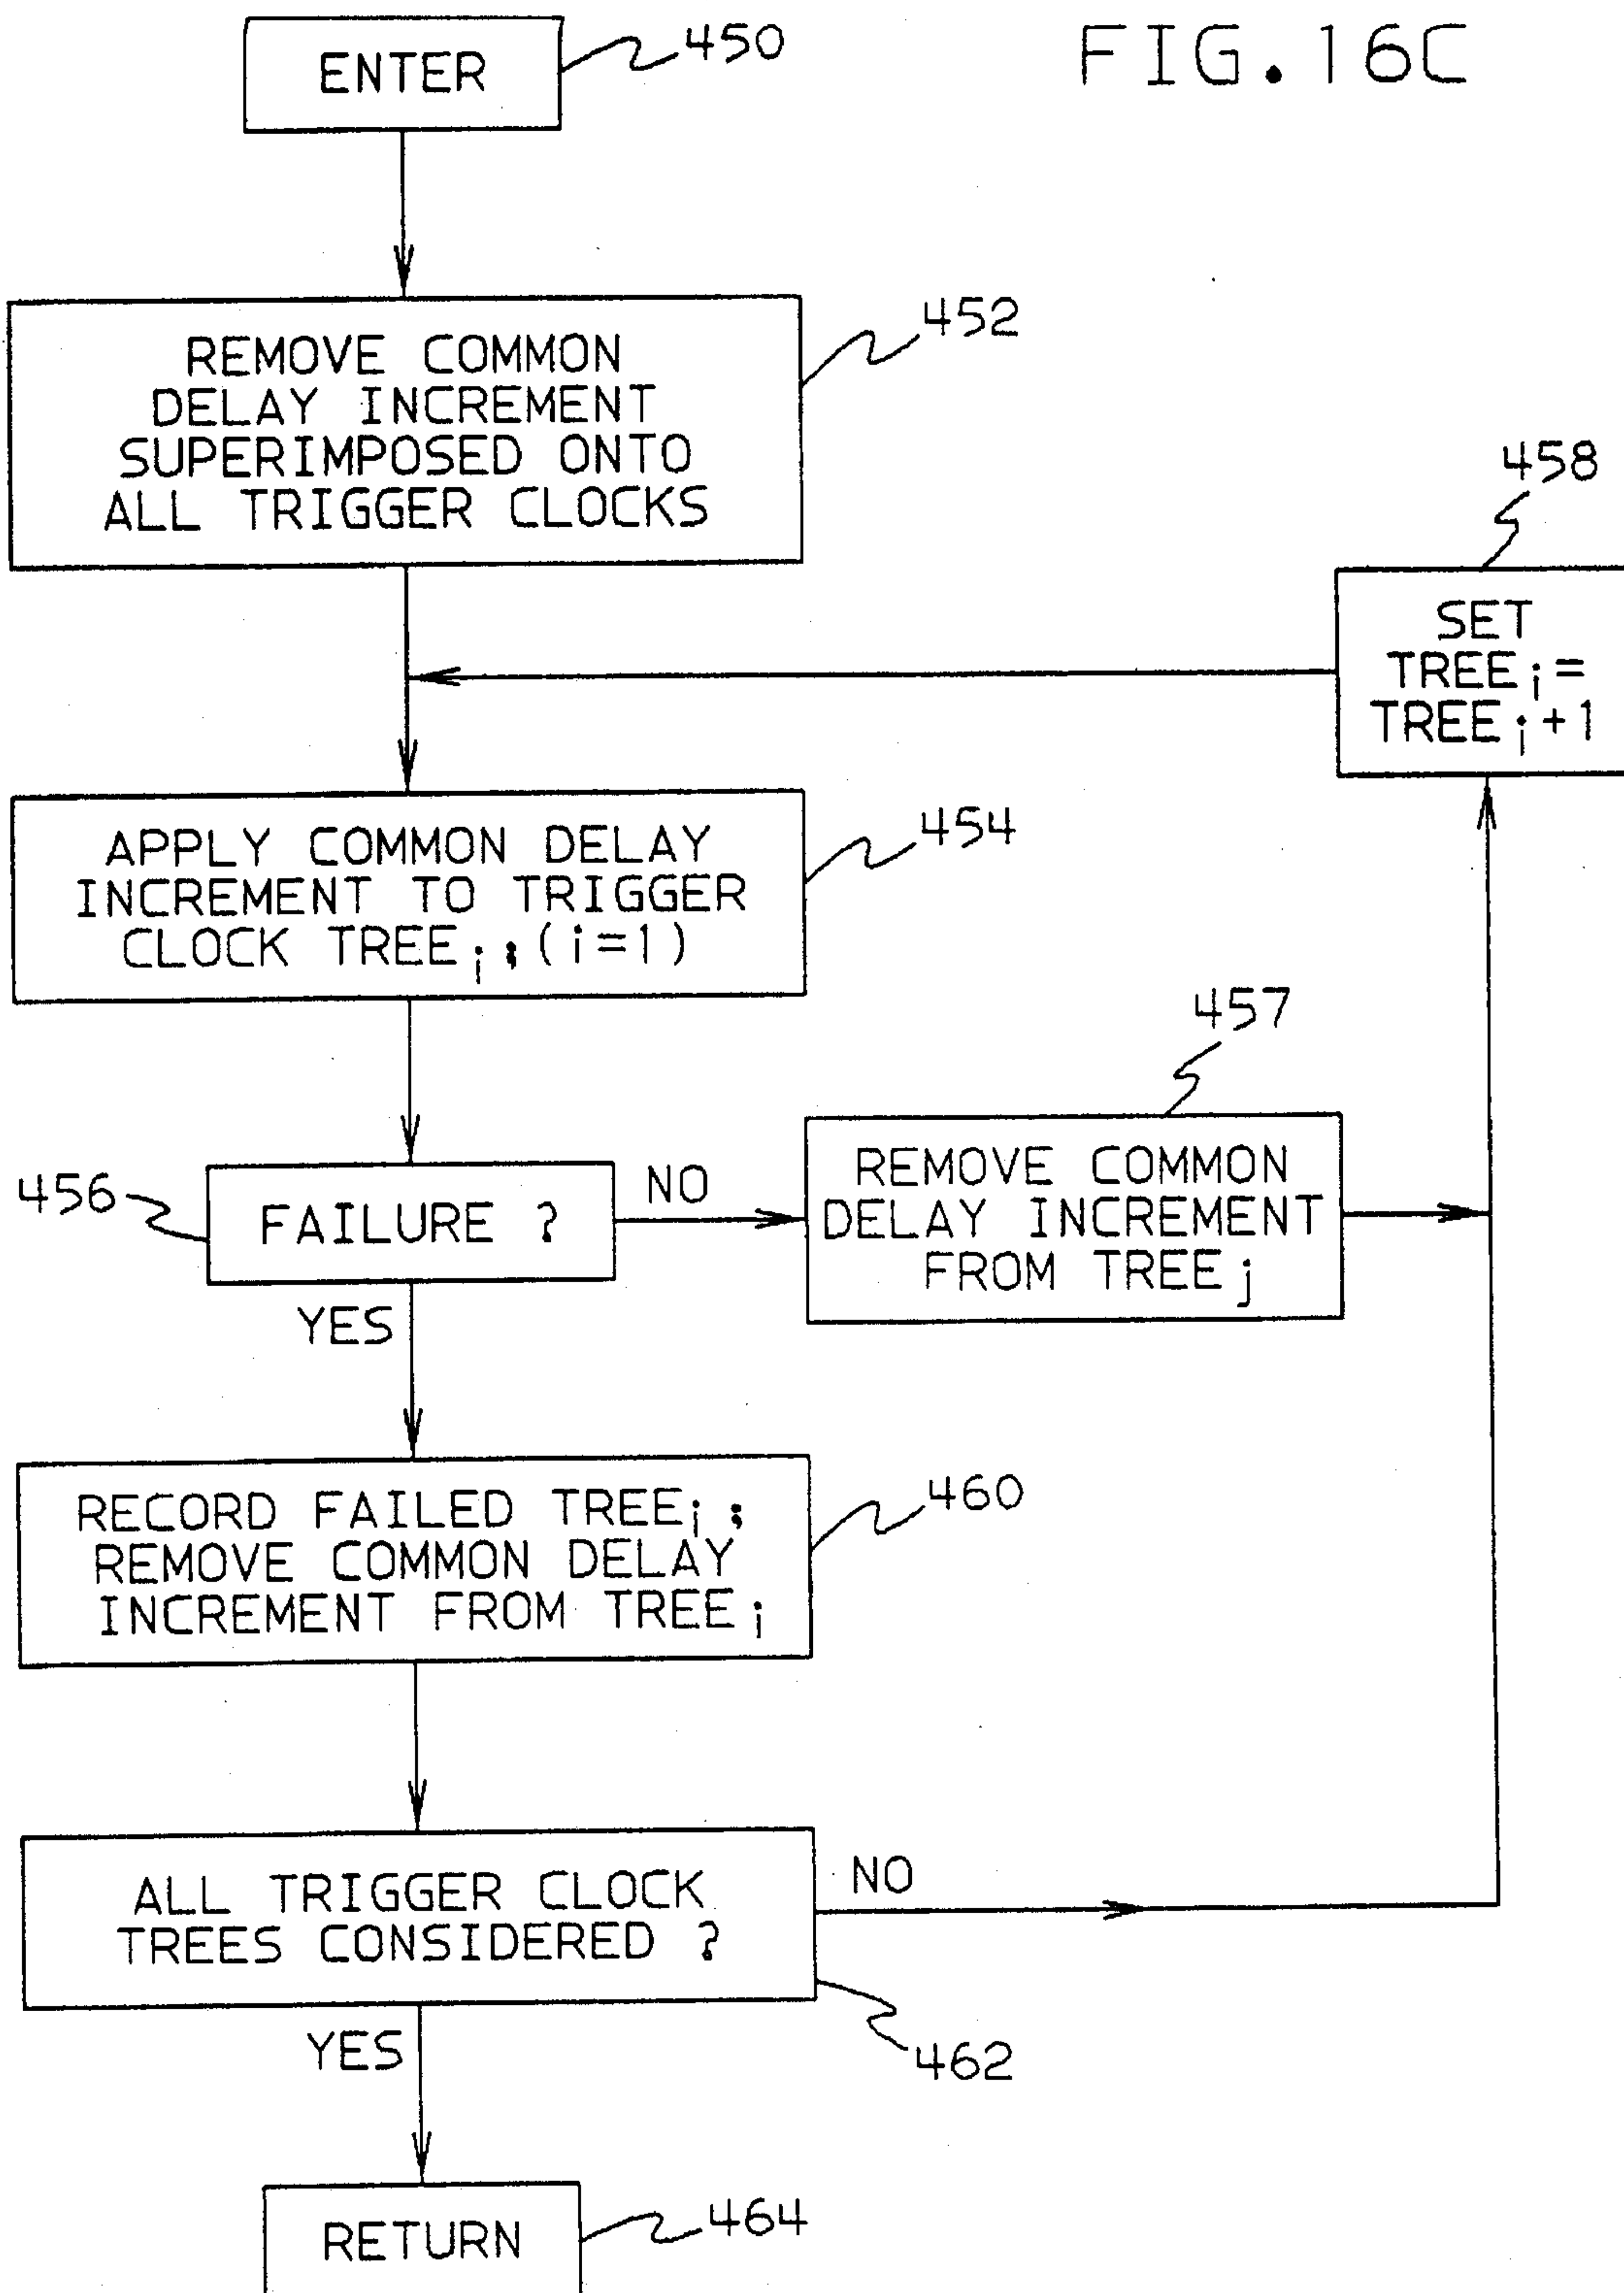 FIG.16C
ENTER
450
REMOVE COMMON
DELAY INCREMENT
SUPERIMPOSED ONTO
ALL TRIGGER CLOCKS
452
458
SET
TREEi=
TREEi+1
APPLY COMMON DELAY
INCREMENT TO TRIGGER
CLOCK TREEi;(i=1)
454
457
456
FAILURE ?
NO
REMOVE COMMON
DELAY INCREMENT
FROM TREEj
YES
RECORD FAILED TREEi;
REMOVE COMMON DELAY
INCREMENT FROM TREEi
460
ALL TRIGGER CLOCK
TREES CONSIDERED ?
NO
462
YES
RETURN
464